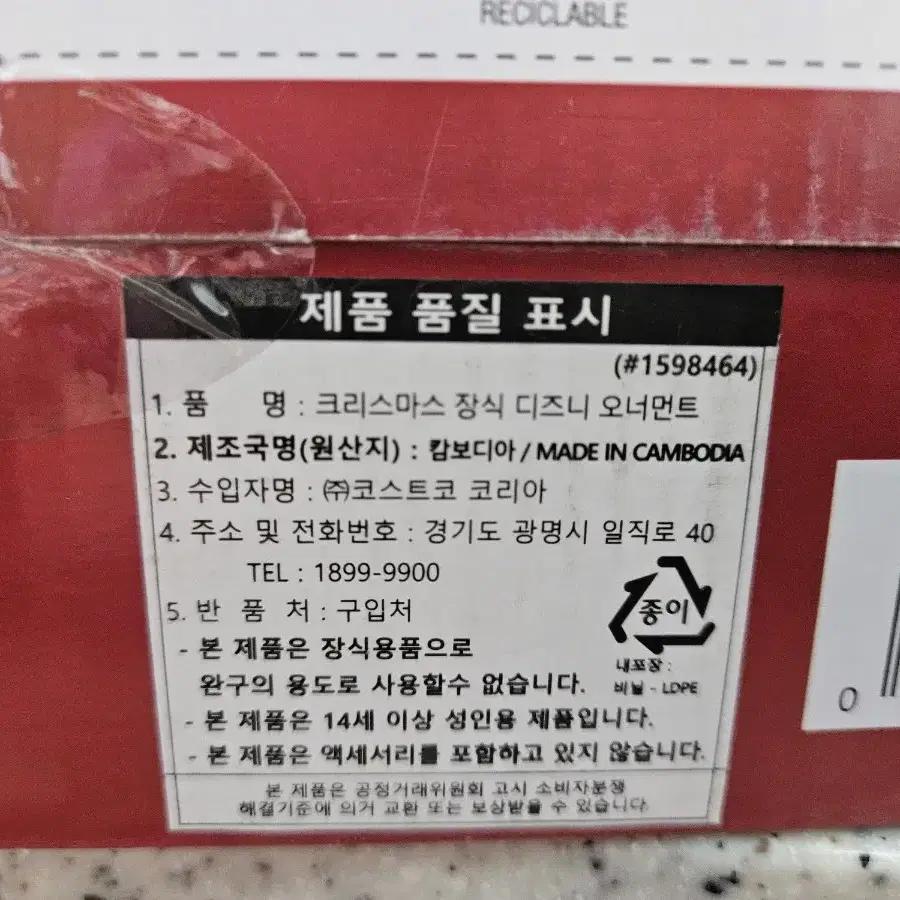 RECICLABLE
제품 품질 표시
(#1598464)
1. 품 명 : 크리스마스 장식 디즈니 오너먼트
2. 제조국명(원산지) : 캄보디아 / MADE IN CAMBODIA
3. 수입자명 : ㈜코스트코 코리아
4. 주소 및 전화번호 : 경기도 광명시 일직로 40
TEL : 1899-9900
5. 반 품 처 : 구입처
종이
내포장 :
비닐 - LDPE
- 본 제품은 장식용품으로
완구의 용도로 사용할수 없습니다.
- 본 제품은 14세 이상 성인용 제품입니다.
- 본 제품은 액세서리를 포함하고 있지 않습니다.
본 제품은 공정거래위원회 고시 소비자분쟁
해결기준에 의거 교환 또는 보상받을 수 있습니다.
0